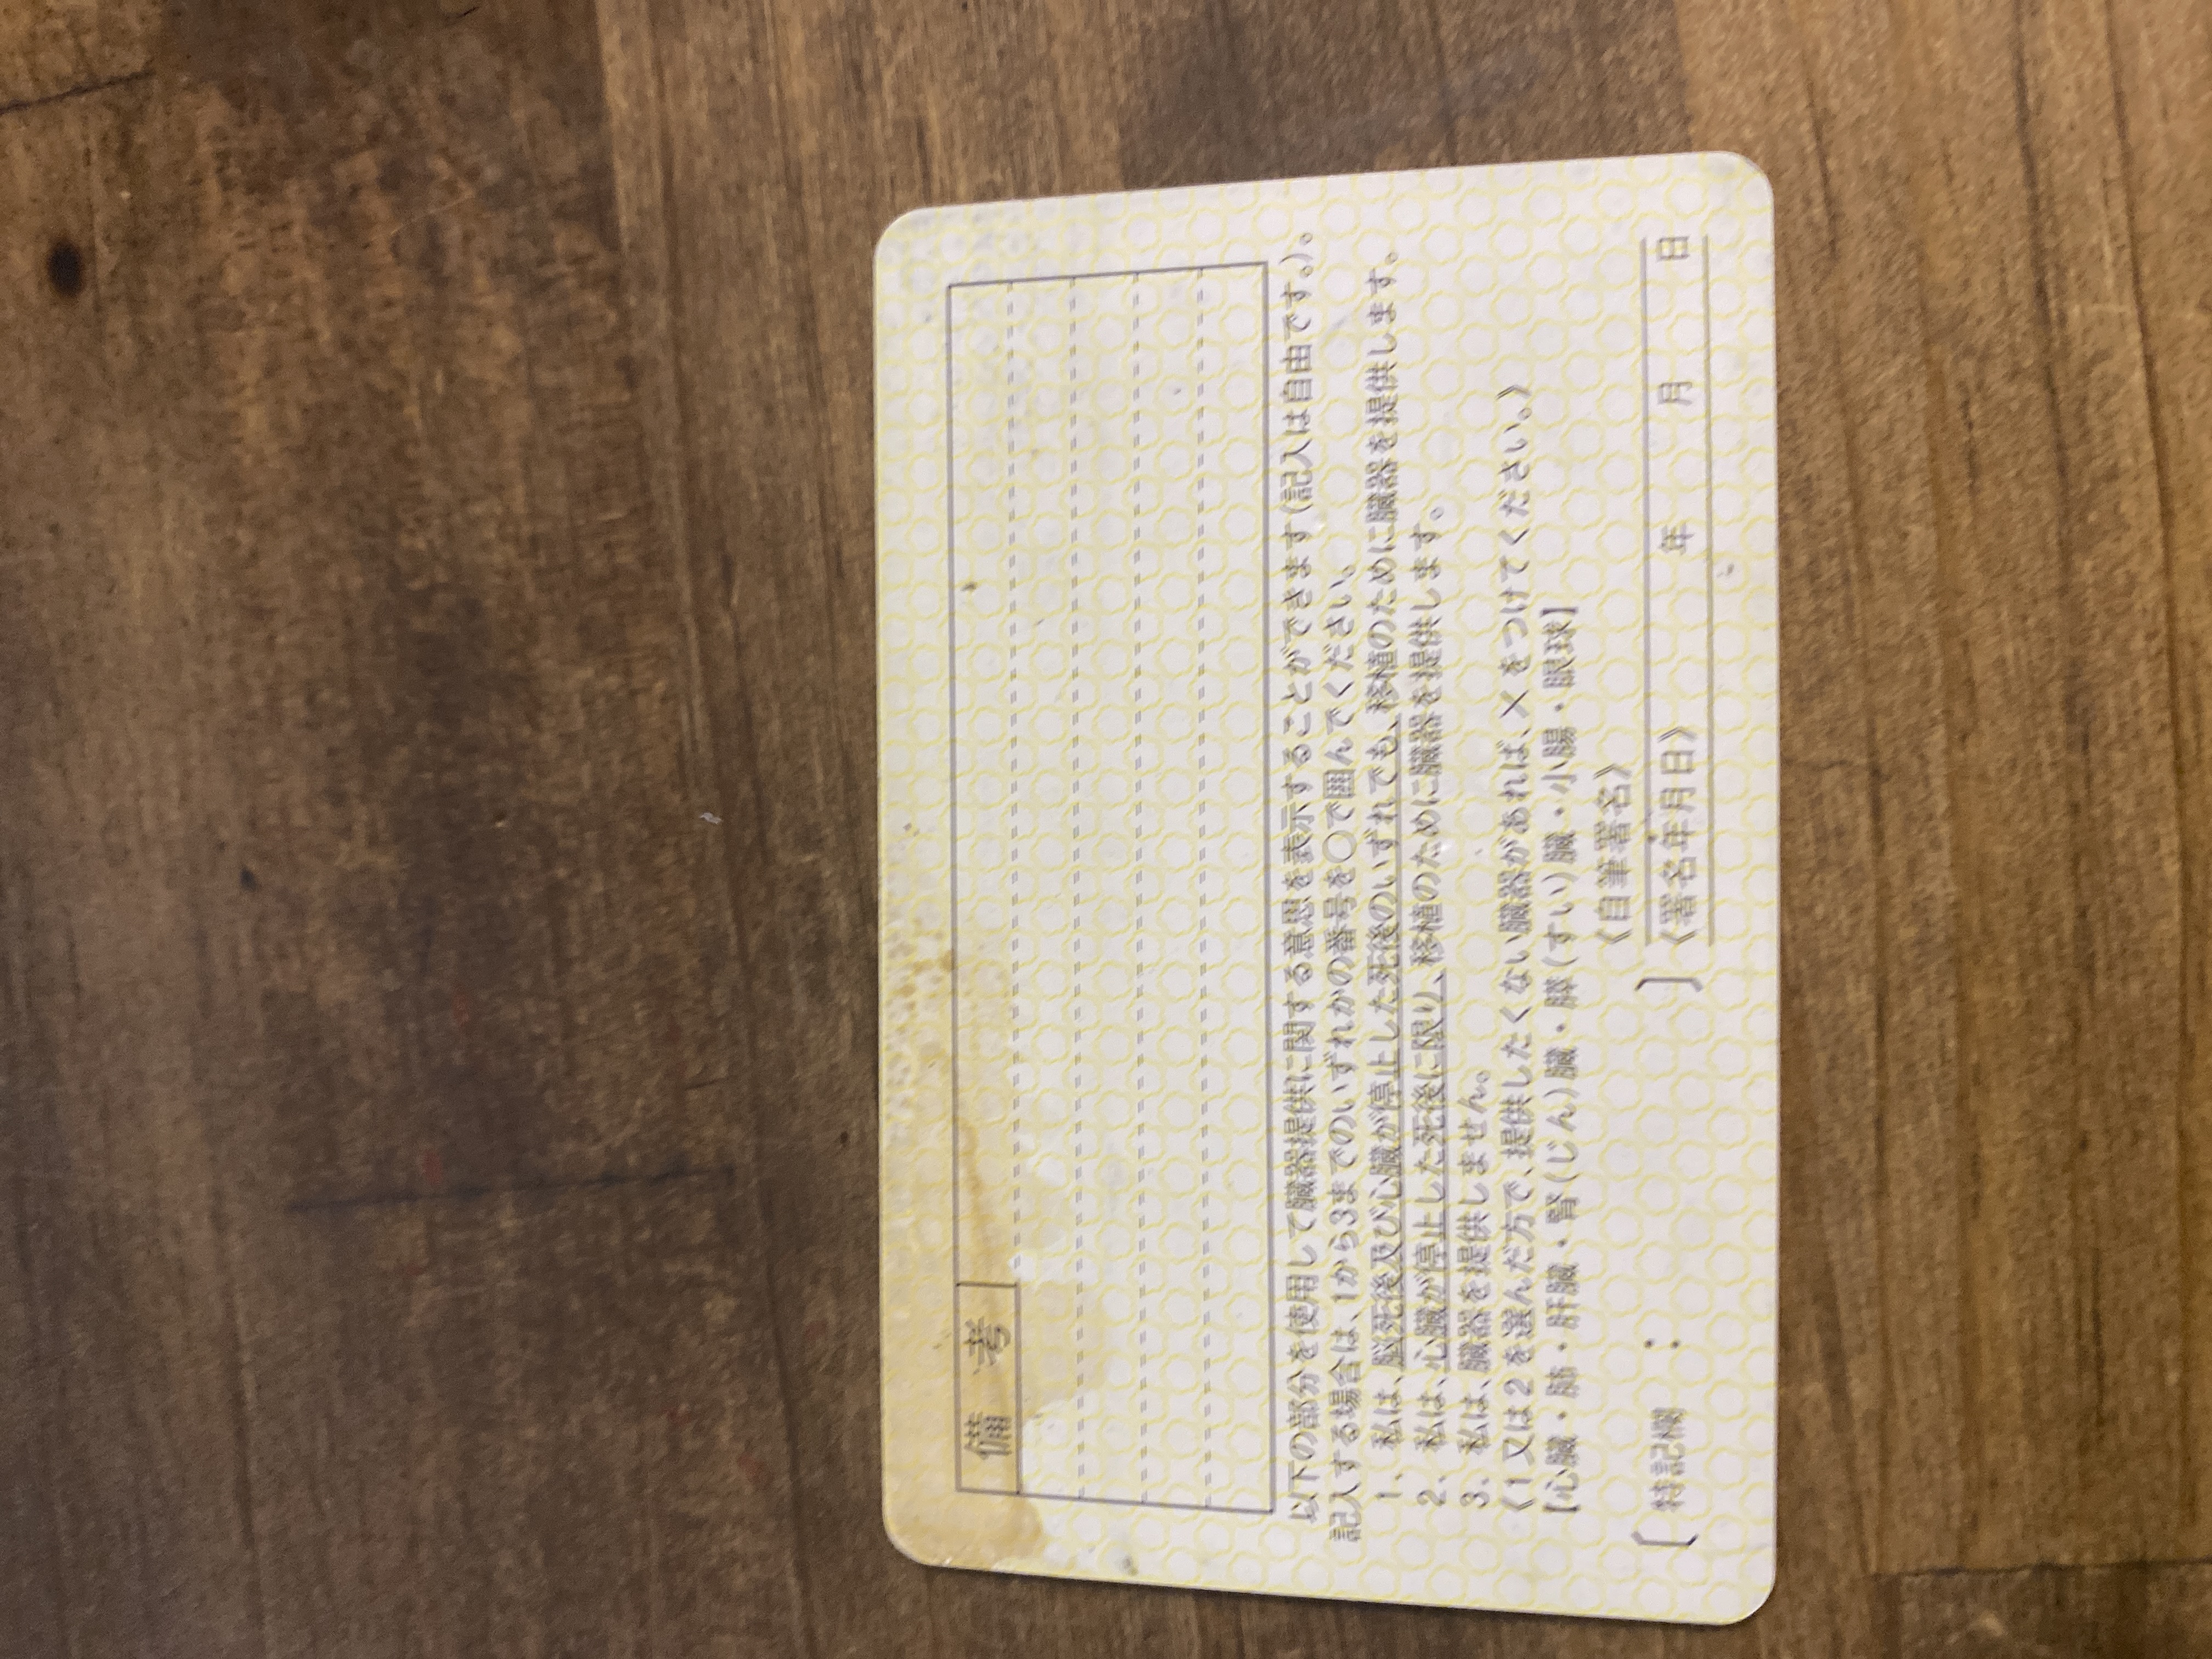 備考
以下の部分を使用して臓器提供に関する意思を表示することができます(記入は自由です。)。
記入する場合は、1から3までのいずれかの番号を〇で囲んでください。
1. 私は、脳死後及び心臓が停止した死後のいずれでも、移植のために臓器を提供します。
2. 私は、心臓が停止した死後に限り、移植のために臓器を提供します。
3. 私は、臓器を提供しません。
《1又は2を選んだ方で、提供したくない臓器があれば、×をつけてください。》
【心臓・肺・肝臓・腎(じん)臓・膵(すい)臓・小腸・眼球】
《自筆署名》
〔特記欄: 〕
《署名年月日》 年 月 日